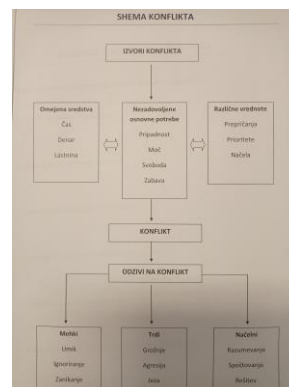 SHEMA KONFLIKTA
IZVORI KONFLIKTA
Omejena sredstva
Čas
Denar
Lastnina
Nezadovoljene
osnovne potrebe
Pripadnost
Moč
Svoboda
Zabava
Različne vrednote
Prepričanja
Prioritete
Načela
KONFLIKT
ODZIVI NA KONFLIKT
Mehki
Umik
Ignoriranje
Zanikanje
Trdi
Grožnje
Agresija
Jeza
Načelni
Razumevanje
Spoštovanje
Rešitev